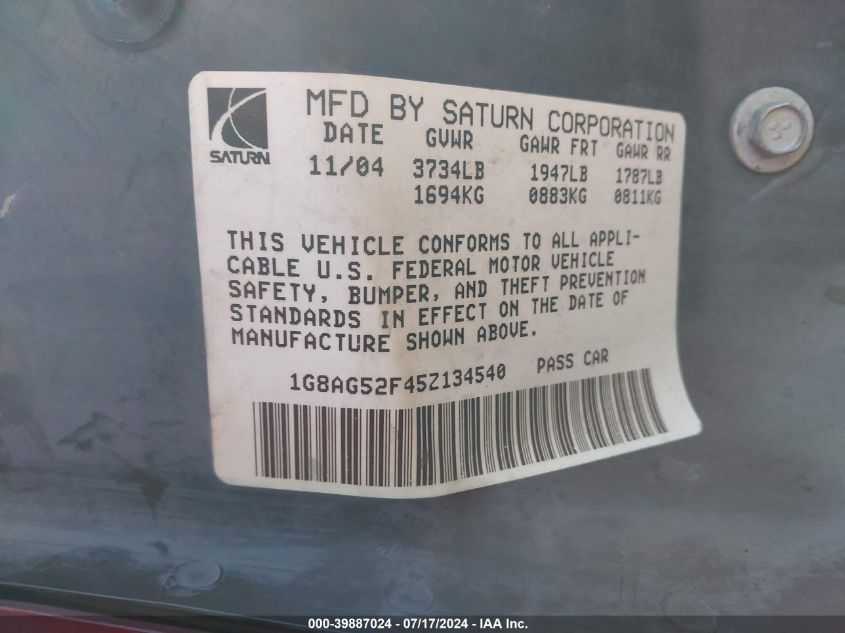 MFD BY SATURN CORPORATION
DATE GVWR GAWR FRT GAWR RR
SATURN
11/04 3734LB 1947LB 1787LB
1694KG 0883KG 0811KG
THIS VEHICLE CONFORMS TO ALL APPLI-
CABLE U.S. FEDERAL MOTOR VEHICLE
SAFETY, BUMPER, AND THEFT PREVENTION
STANDARDS IN EFFECT ON THE DATE OF
MANUFACTURE SHOWN ABOVE.
1G8AG52F45Z134540 PASS CAR
000-39887024 - 07/17/2024 - IAA Inc.